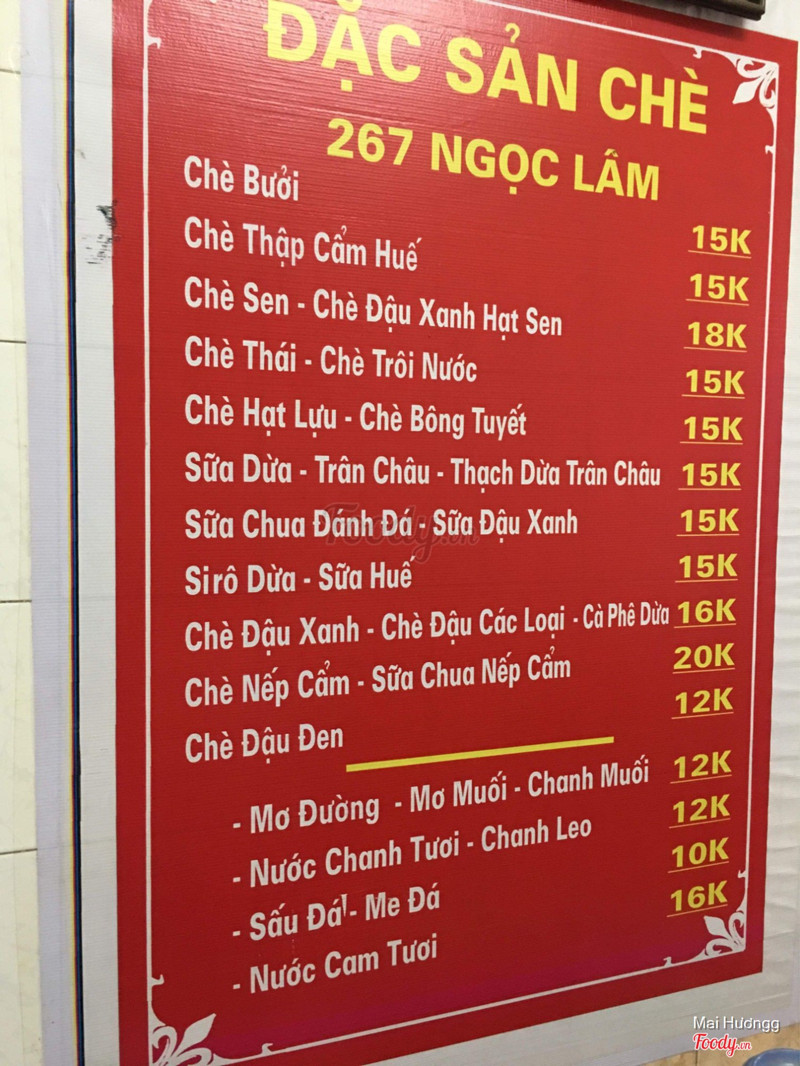 ĐẶC SẢN CHÈ
267 NGỌC LÂM
Chè Bưởi 15K
Chè Thập Cẩm Huế 15K
Chè Sen - Chè Đậu Xanh Hạt Sen 18K
Chè Thái - Chè Trôi Nước 15K
Chè Hạt Lựu - Chè Bông Tuyết 15K
Sữa Dừa - Trân Châu - Thạch Dừa Trân Châu 15K
Sữa Chua Đánh Đá - Sữa Đậu Xanh 15K
Sirô Dừa - Sữa Huế 15K
Chè Đậu Xanh - Chè Đậu Các Loại - Cà Phê Dừa 16K
Chè Nếp Cẩm - Sữa Chua Nếp Cẩm 20K
Chè Đậu Đen 12K
- Mơ Đường - Mơ Muối - Chanh Muối 12K
- Nước Chanh Tươi - Chanh Leo 12K
- Sấu Đá - Me Đá 10K
- Nước Cam Tươi 16K
Foody.vn
Mai Hươngg
Foody.vn